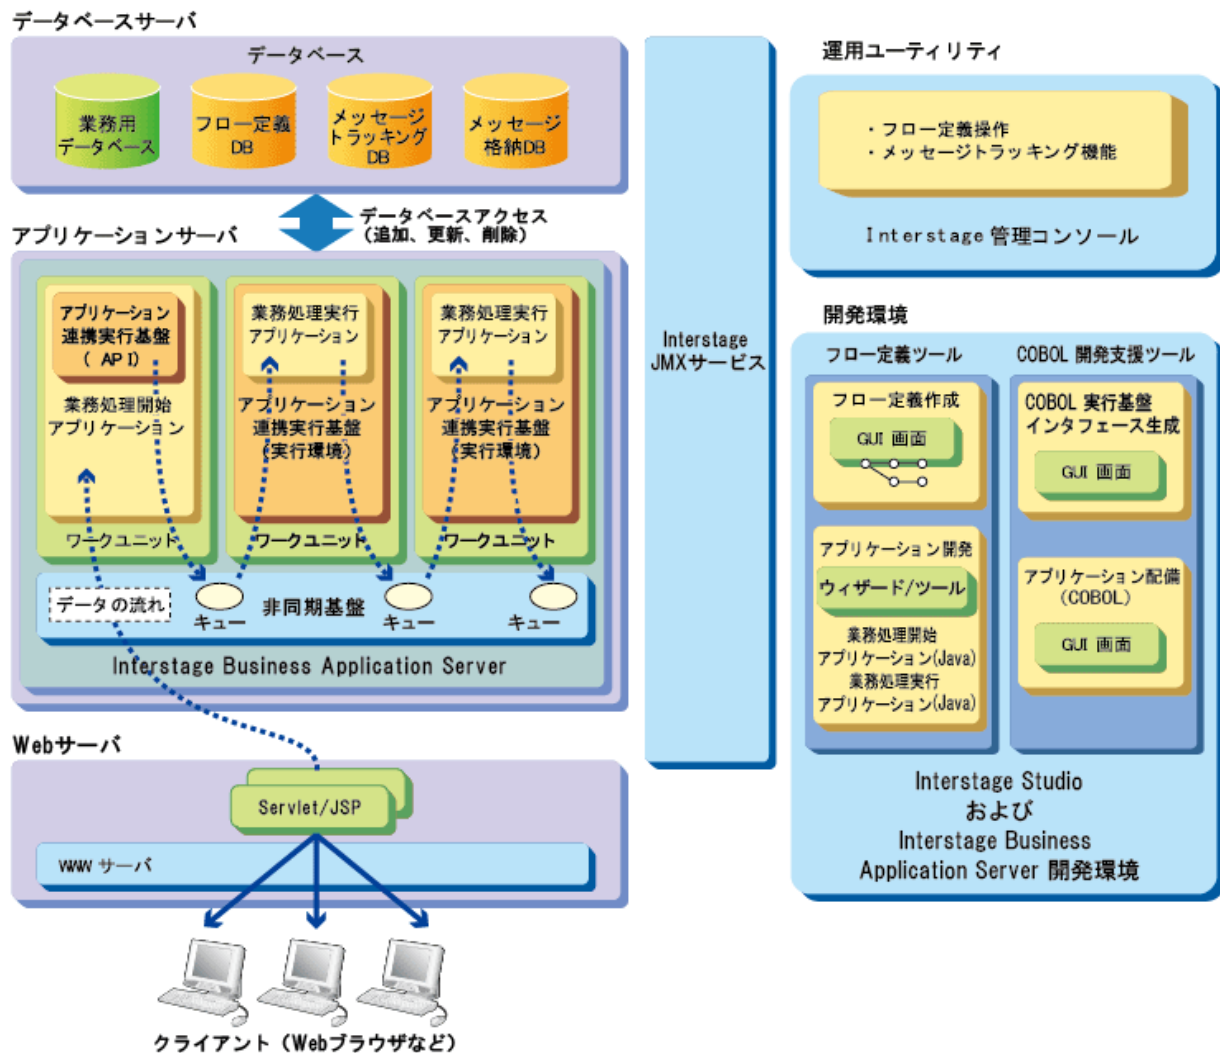 データベースサーバ
データベース
業務用
データベース
フロー定義
DB
メッセージ
トラッキング
DB
メッセージ
格納DB
データベースアクセス
(追加、更新、削除)
アプリケーションサーバ
アプリケーション
連携実行基盤
( API)
業務処理開始
アプリケーション
ワークユニット
業務処理実行
アプリケーション
アプリケーション
連携実行基盤
(実行環境)
ワークユニット
業務処理実行
アプリケーション
アプリケーション
連携実行基盤
(実行環境)
ワークユニット
データの流れ
キュー
非同期基盤
キュー
キュー
Interstage Business Application Server
Webサーバ
Servlet/JSP
WWW サーバ
クライアント(Webブラウザなど)
Interstage
JMXサービス
運用ユーティリティ
・フロー定義操作
・メッセージトラッキング機能
Interstage 管理コンソール
開発環境
フロー定義ツール
フロー定義作成
GUI 画面
アプリケーション開発
ウィザード/ツール
業務処理開始
アプリケーション(Java)
業務処理実行
アプリケーション(Java)
COBOL 開発支援ツール
COBOL 実行基盤
インタフェース生成
GUI 画面
アプリケーション配備
(COBOL)
GUI 画面
Interstage Studio
および
Interstage Business
Application Server 開発環境